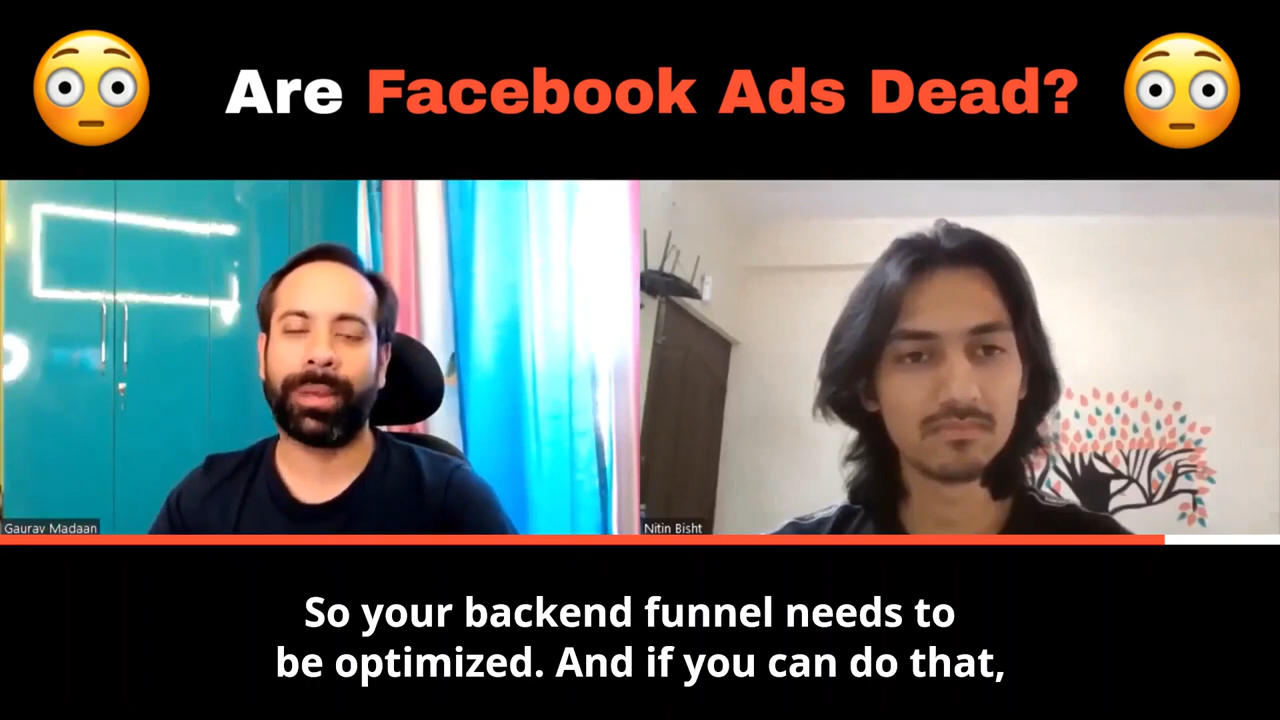 Are Facebook Ads Dead?
Gaurav Madaan
Nitin Bisht
So your backend funnel needs to
be optimized. And if you can do that,